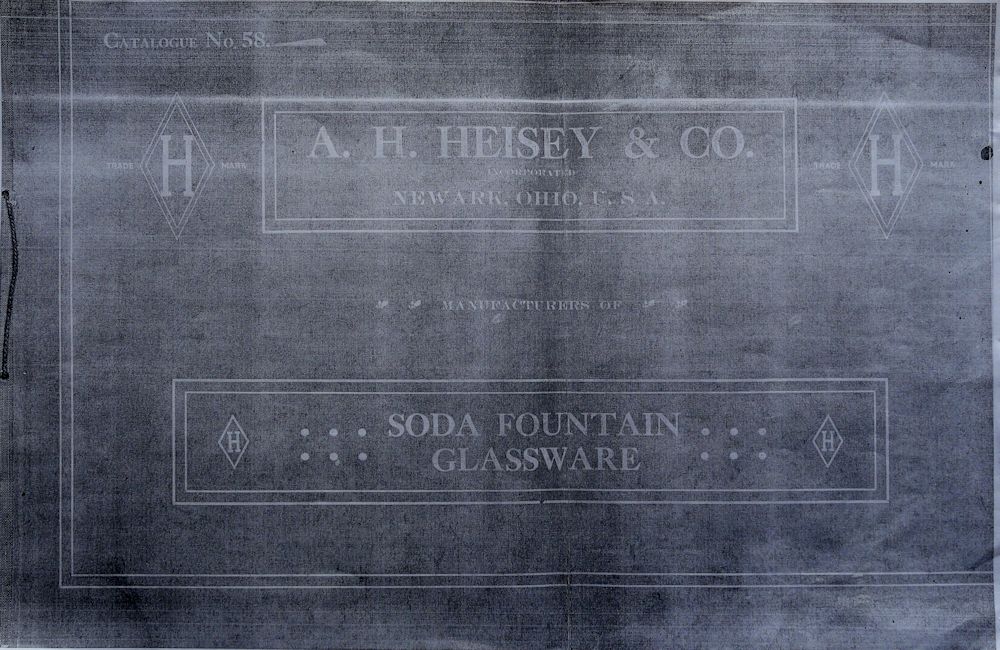 CATALOGUE NO. 58.
TRADE H MARK
A. H. HEISEY & CO.
INCORPORATED
NEWARK, OHIO, U. S. A.
TRADE H MARK
MANUFACTURERS OF
H SODA FOUNTAIN H
GLASSWARE